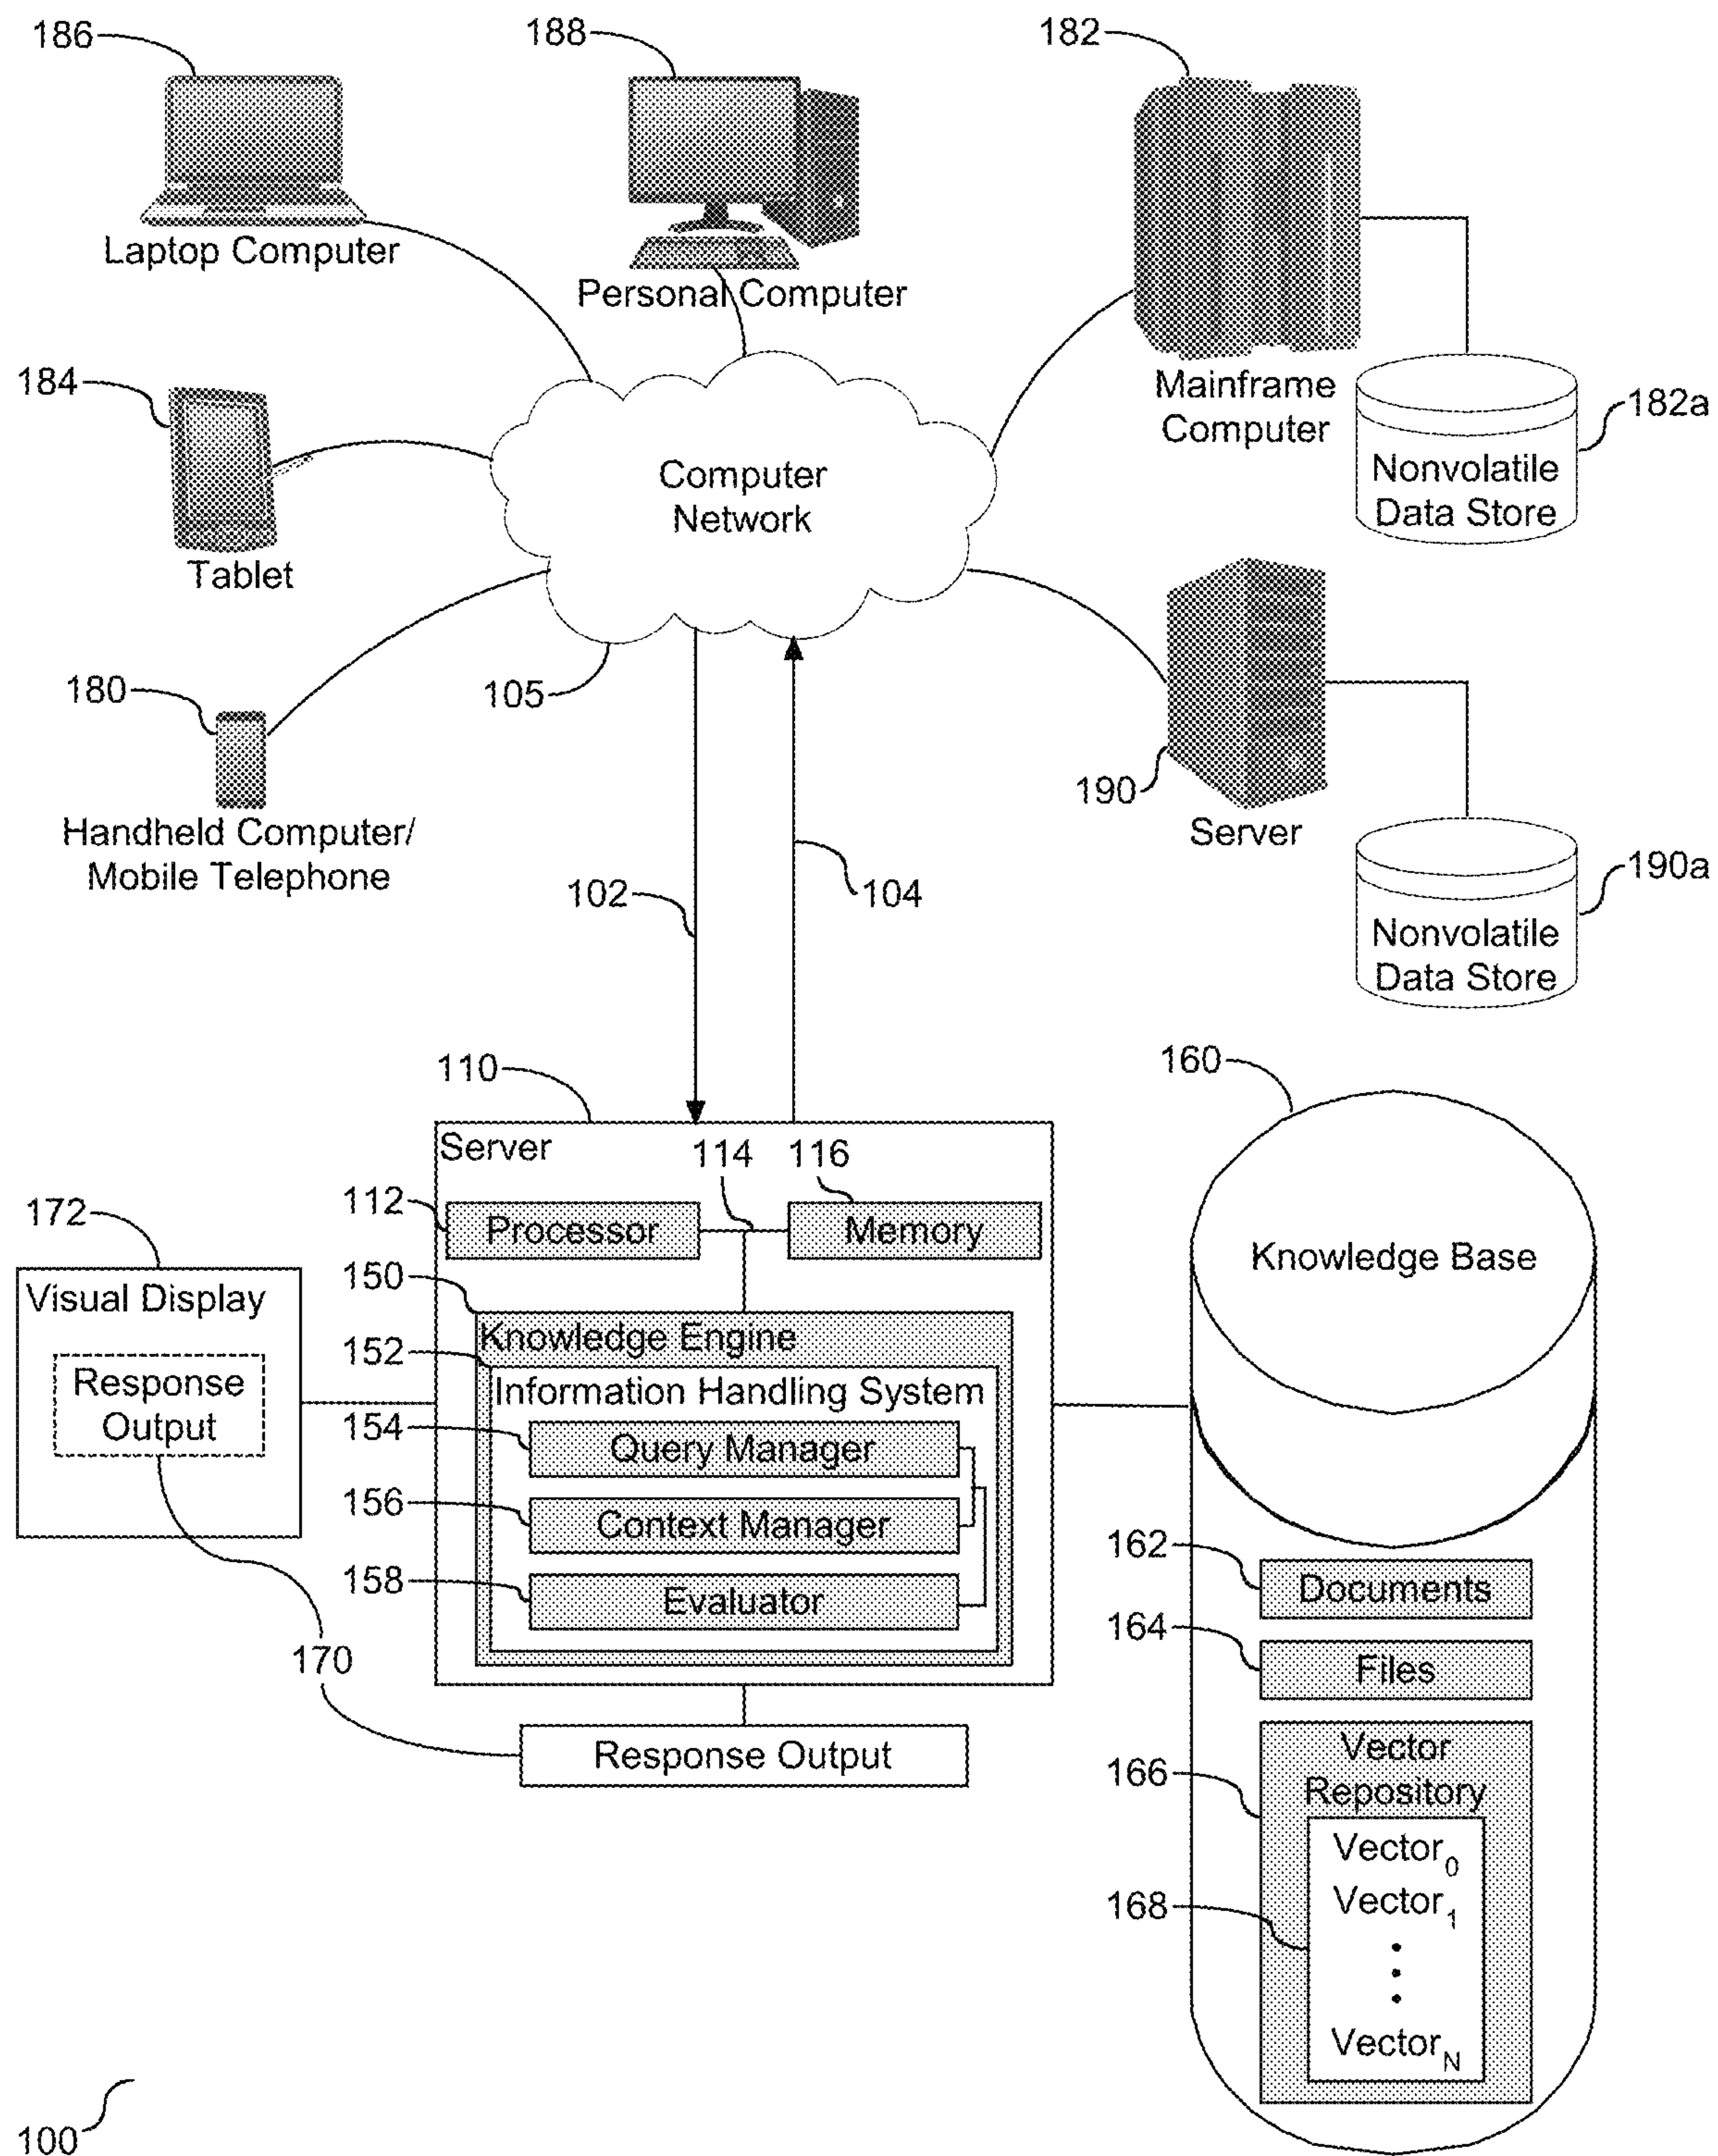 186
188
182
Laptop Computer
Personal Computer
184
Mainframe
Computer
182a
Computer
Network
Nonvolatile
Data Store
Tablet
180
105
190
Server
Handheld Computer/
Mobile Telephone
102
104
190a
Nonvolatile
Data Store
110
160
Server
114
116
172
112
Processor
Memory
Knowledge Base
150
Visual Display
Knowledge Engine
152
Response
Output
Information Handling System
154
Query Manager
156
Context Manager
162
Documents
158
Evaluator
164
170
Files
Response Output
Vector
Repository
166
Vector0
168
Vector1
VectorN
100